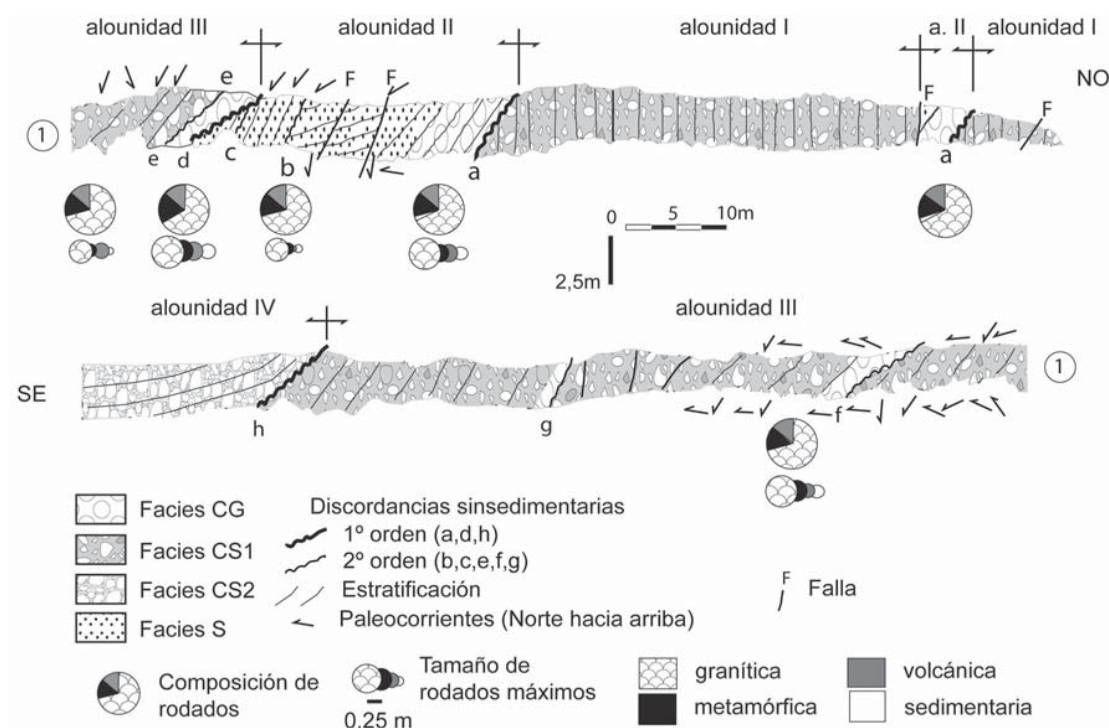 alounidad III alounidad II alounidad I a. II alounidad I
NO
e F F F F
1
e d c b a a
0 5 10m
2,5m
alounidad IV alounidad III
SE
1
h g f
Facies CG
Facies CS1
Facies CS2
Facies S
Discordancias sinsedimentarias
1º orden (a,d,h)
2º orden (b,c,e,f,g)
Estratificación
Paleocorrientes (Norte hacia arriba)
F Falla
Composición de
rodados
Tamaño de
rodados máximos
0,25 m
granítica
metamórfica
volcánica
sedimentaria